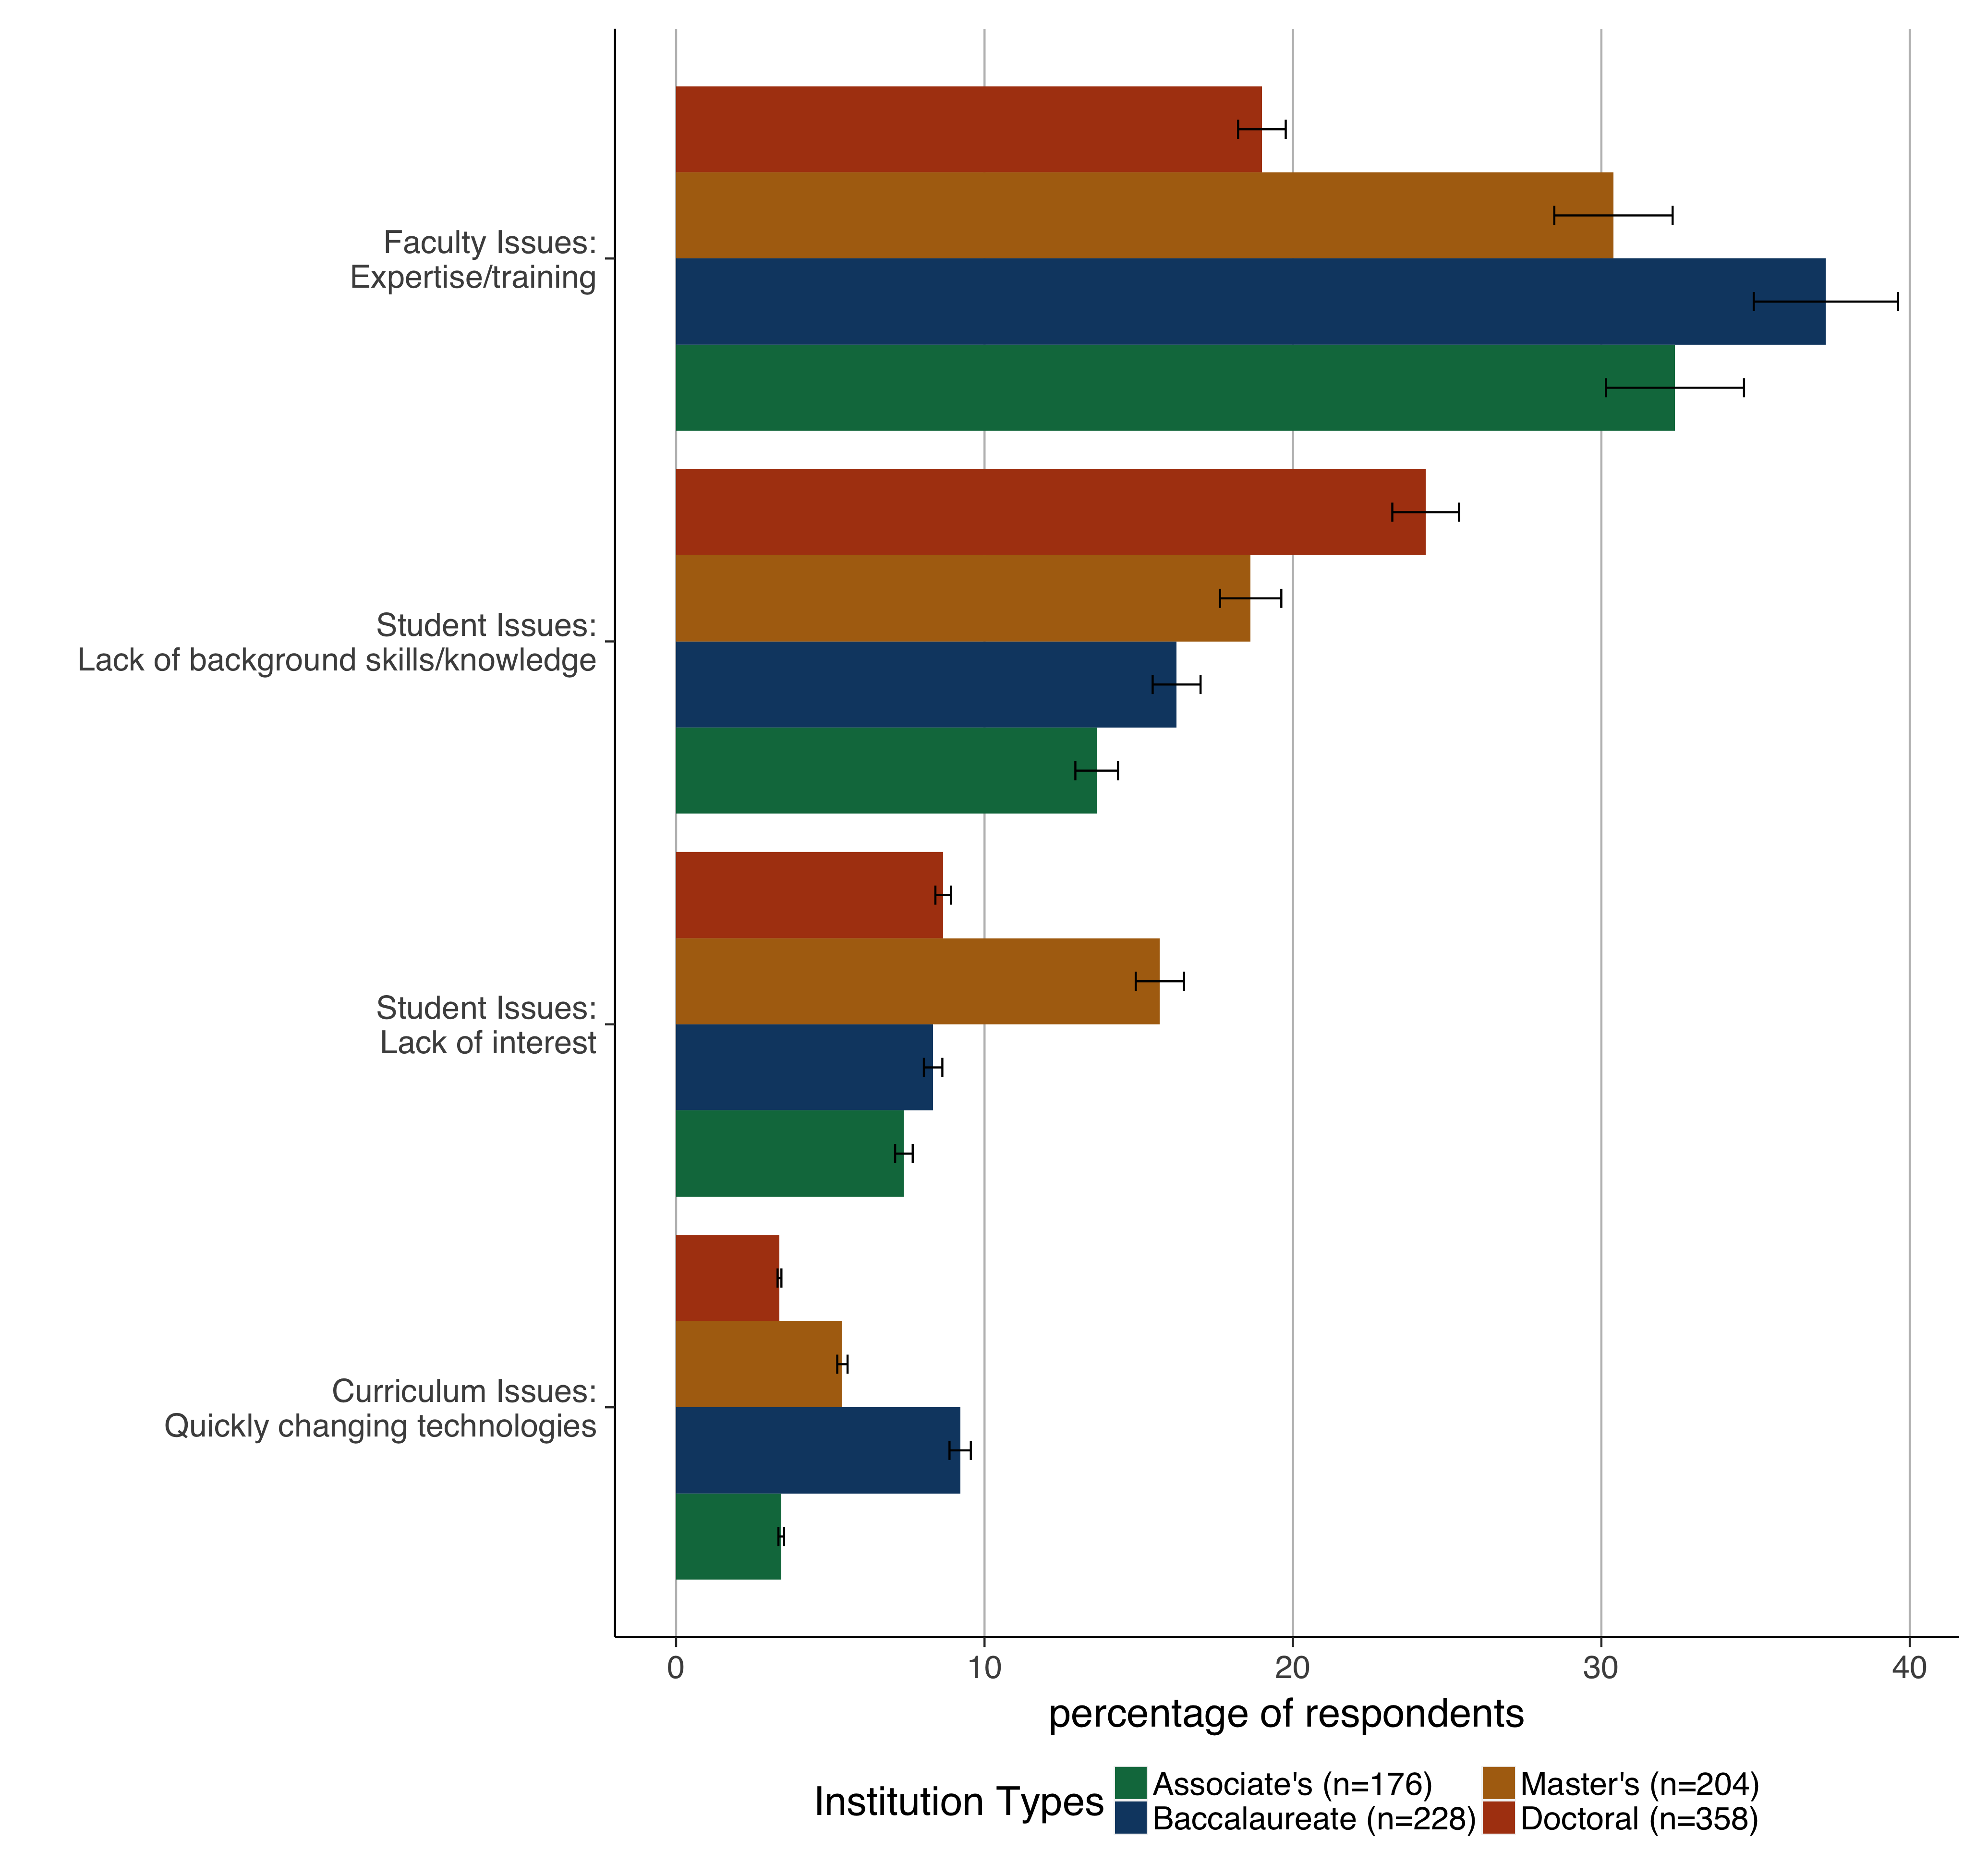 Faculty Issues:
Expertise/training
Student Issues:
Lack of background skills/knowledge
Student Issues:
Lack of interest
Curriculum Issues:
Quickly changing technologies
0 10 20 30 40
percentage of respondents
Institution Types
Associate's (n=176) Master's (n=204)
Baccalaureate (n=228) Doctoral (n=358)